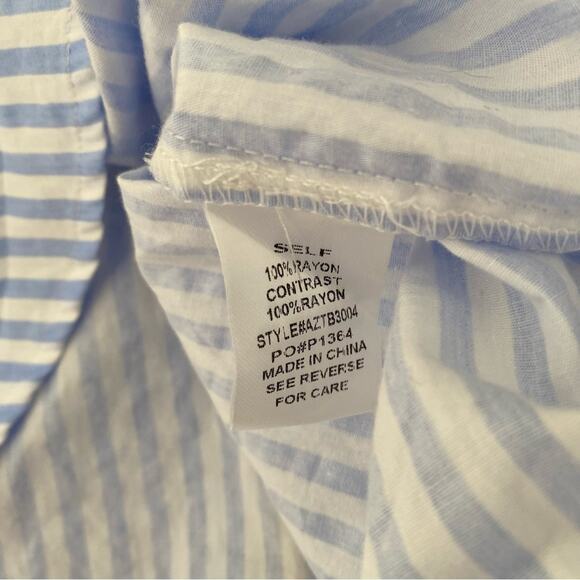 SELF
100%RAYON
CONTRAST
100%RAYON
STYLE#AZTB3004
PO#P1364
MADE IN CHINA
SEE REVERSE
FOR CARE